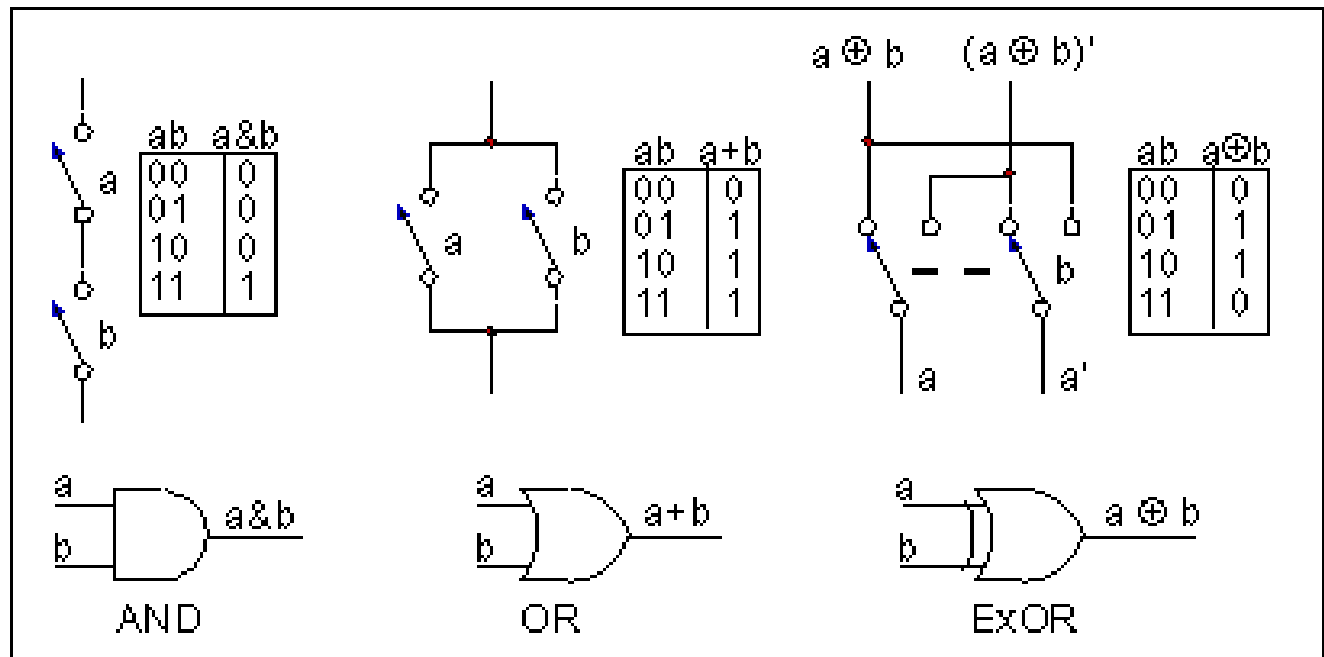 ab a&b
00 0
01 0
10 0
11 1
a
b
a
b
ab a+b
00 0
01 1
10 1
11 1
a ⊕ b (a ⊕ b)'
b
a a'
ab a⊕b
00 0
01 1
10 1
11 0
a
b
a&b
AND
a
b
a+b
OR
a
b
a ⊕ b
ExOR